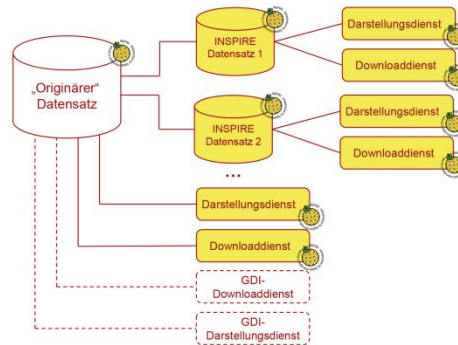 „Originärer"
Datensatz
INSPIRE
Datensatz 1
Darstellungsdienst
Downloaddienst
INSPIRE
Datensatz 2
Darstellungsdienst
Downloaddienst
...
Darstellungsdienst
Downloaddienst
GDI-
Downloaddienst
GDI-
Darstellungsdienst